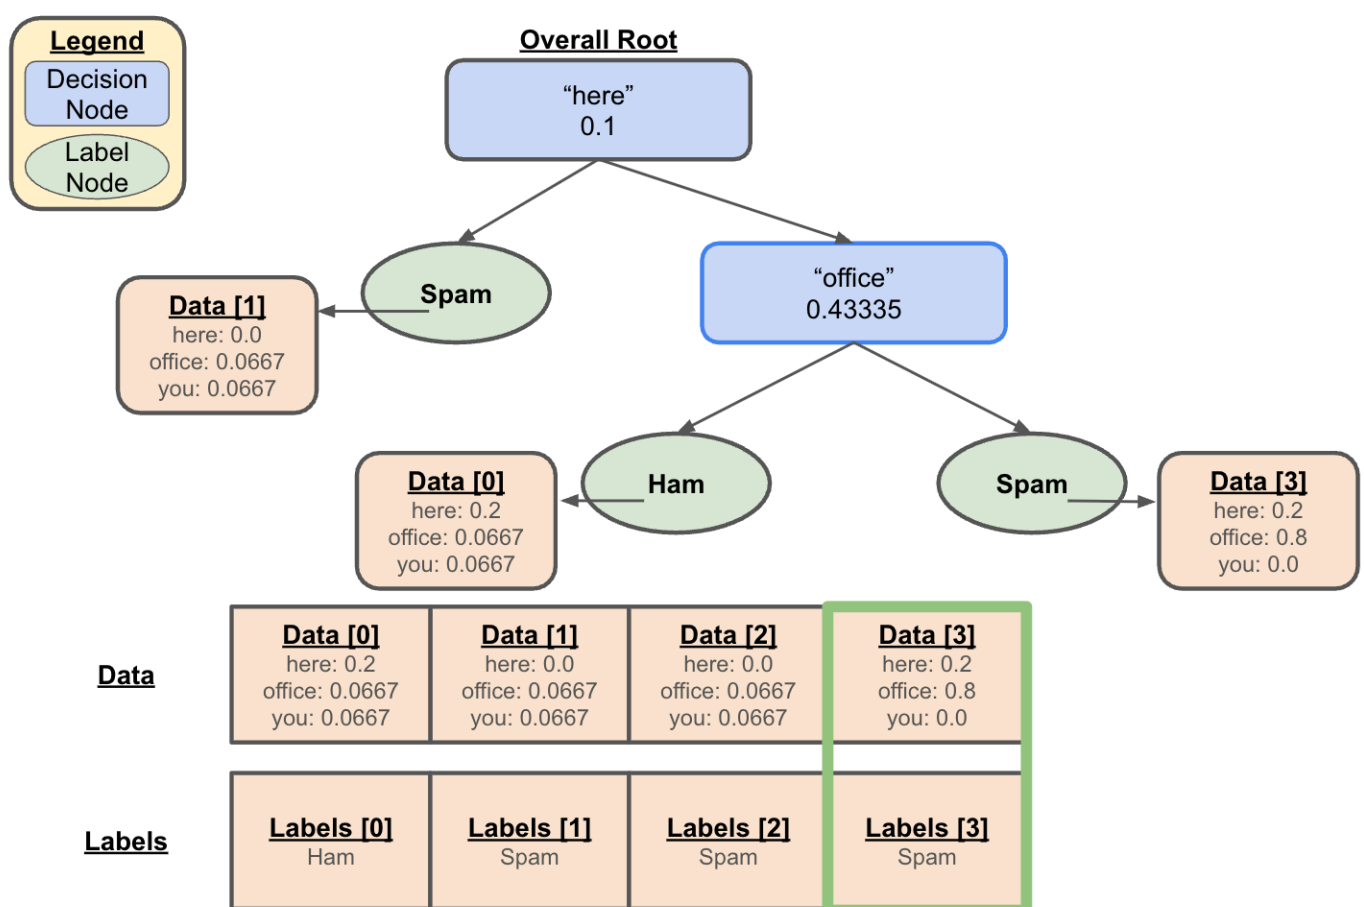 Legend
Decision
Node
Label
Node
Overall Root
“here”
0.1
Spam
“office”
0.43335
Data [1]
here: 0.0
office: 0.0667
you: 0.0667
Ham
Spam
Data [0]
here: 0.2
office: 0.0667
you: 0.0667
Data [3]
here: 0.2
office: 0.8
you: 0.0
Data
Data [0]
here: 0.2
office: 0.0667
you: 0.0667
Data [1]
here: 0.0
office: 0.0667
you: 0.0667
Data [2]
here: 0.0
office: 0.0667
you: 0.0667
Data [3]
here: 0.2
office: 0.8
you: 0.0
Labels
Labels [0]
Ham
Labels [1]
Spam
Labels [2]
Spam
Labels [3]
Spam